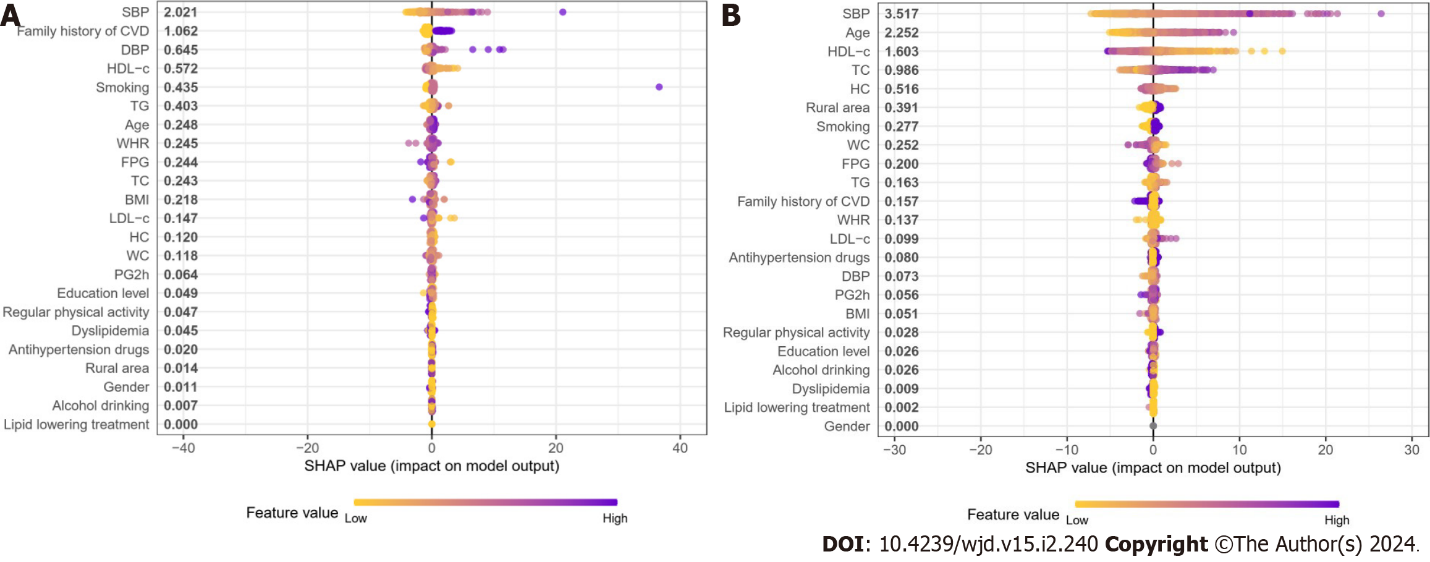 A
SBP 2.021
Family history of CVD 1.062
DBP 0.645
HDL−c 0.572
Smoking 0.435
TG 0.403
Age 0.248
WHR 0.245
FPG 0.244
TC 0.243
BMI 0.218
LDL−c 0.147
HC 0.120
WC 0.118
PG2h 0.064
Education level 0.049
Regular physical activity 0.047
Dyslipidemia 0.045
Antihypertension drugs 0.020
Rural area 0.014
Gender 0.011
Alcohol drinking 0.007
Lipid lowering treatment 0.000
−40 −20 0 20 40
SHAP value (impact on model output)
Feature value Low High
B
SBP 3.517
Age 2.252
HDL−c 1.603
TC 0.986
HC 0.516
Rural area 0.391
Smoking 0.277
WC 0.252
FPG 0.200
TG 0.163
Family history of CVD 0.157
WHR 0.137
LDL−c 0.099
Antihypertension drugs 0.080
DBP 0.073
PG2h 0.056
BMI 0.051
Regular physical activity 0.028
Education level 0.026
Alcohol drinking 0.026
Dyslipidemia 0.009
Lipid lowering treatment 0.002
Gender 0.000
−30 −20 −10 0 10 20 30
SHAP value (impact on model output)
Feature value Low High
DOI: 10.4239/wjd.v15.i2.240 Copyright ©The Author(s) 2024.